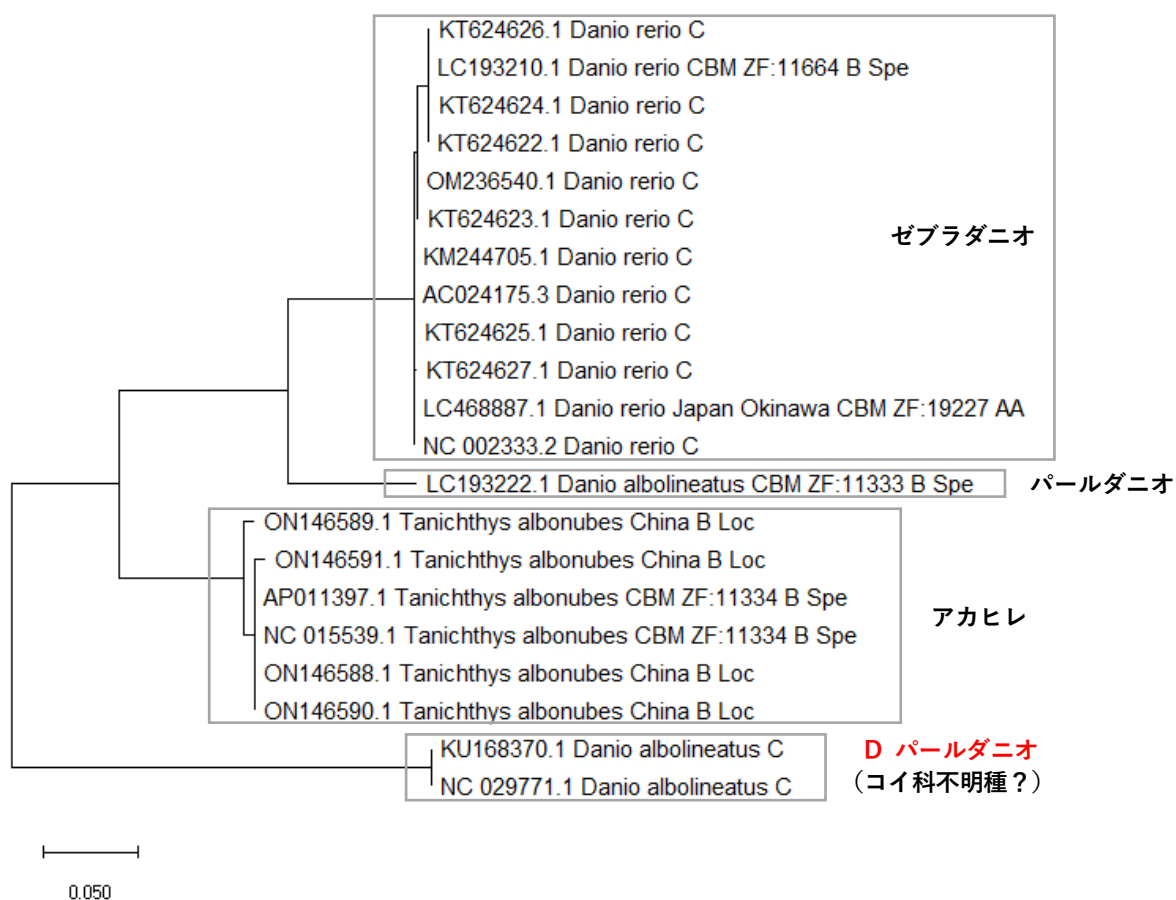 KT624626.1 Danio rerio C
LC193210.1 Danio rerio CBM ZF:11664 B Spe
KT624624.1 Danio rerio C
KT624622.1 Danio rerio C
OM236540.1 Danio rerio C
KT624623.1 Danio rerio C
ゼブラダニオ
KM244705.1 Danio rerio C
AC024175.3 Danio rerio C
KT624625.1 Danio rerio C
KT624627.1 Danio rerio C
LC468887.1 Danio rerio Japan Okinawa CBM ZF:19227 AA
NC 002333.2 Danio rerio C
LC193222.1 Danio albolineatus CBM ZF:11333 B Spe
パールダニオ
ON146589.1 Tanichthys albonubes China B Loc
ON146591.1 Tanichthys albonubes China B Loc
AP011397.1 Tanichthys albonubes CBM ZF:11334 B Spe
アカヒレ
NC 015539.1 Tanichthys albonubes CBM ZF:11334 B Spe
ON146588.1 Tanichthys albonubes China B Loc
ON146590.1 Tanichthys albonubes China B Loc
KU168370.1 Danio albolineatus C
D パールダニオ
NC 029771.1 Danio albolineatus C
（コイ科不明種？）
0.050